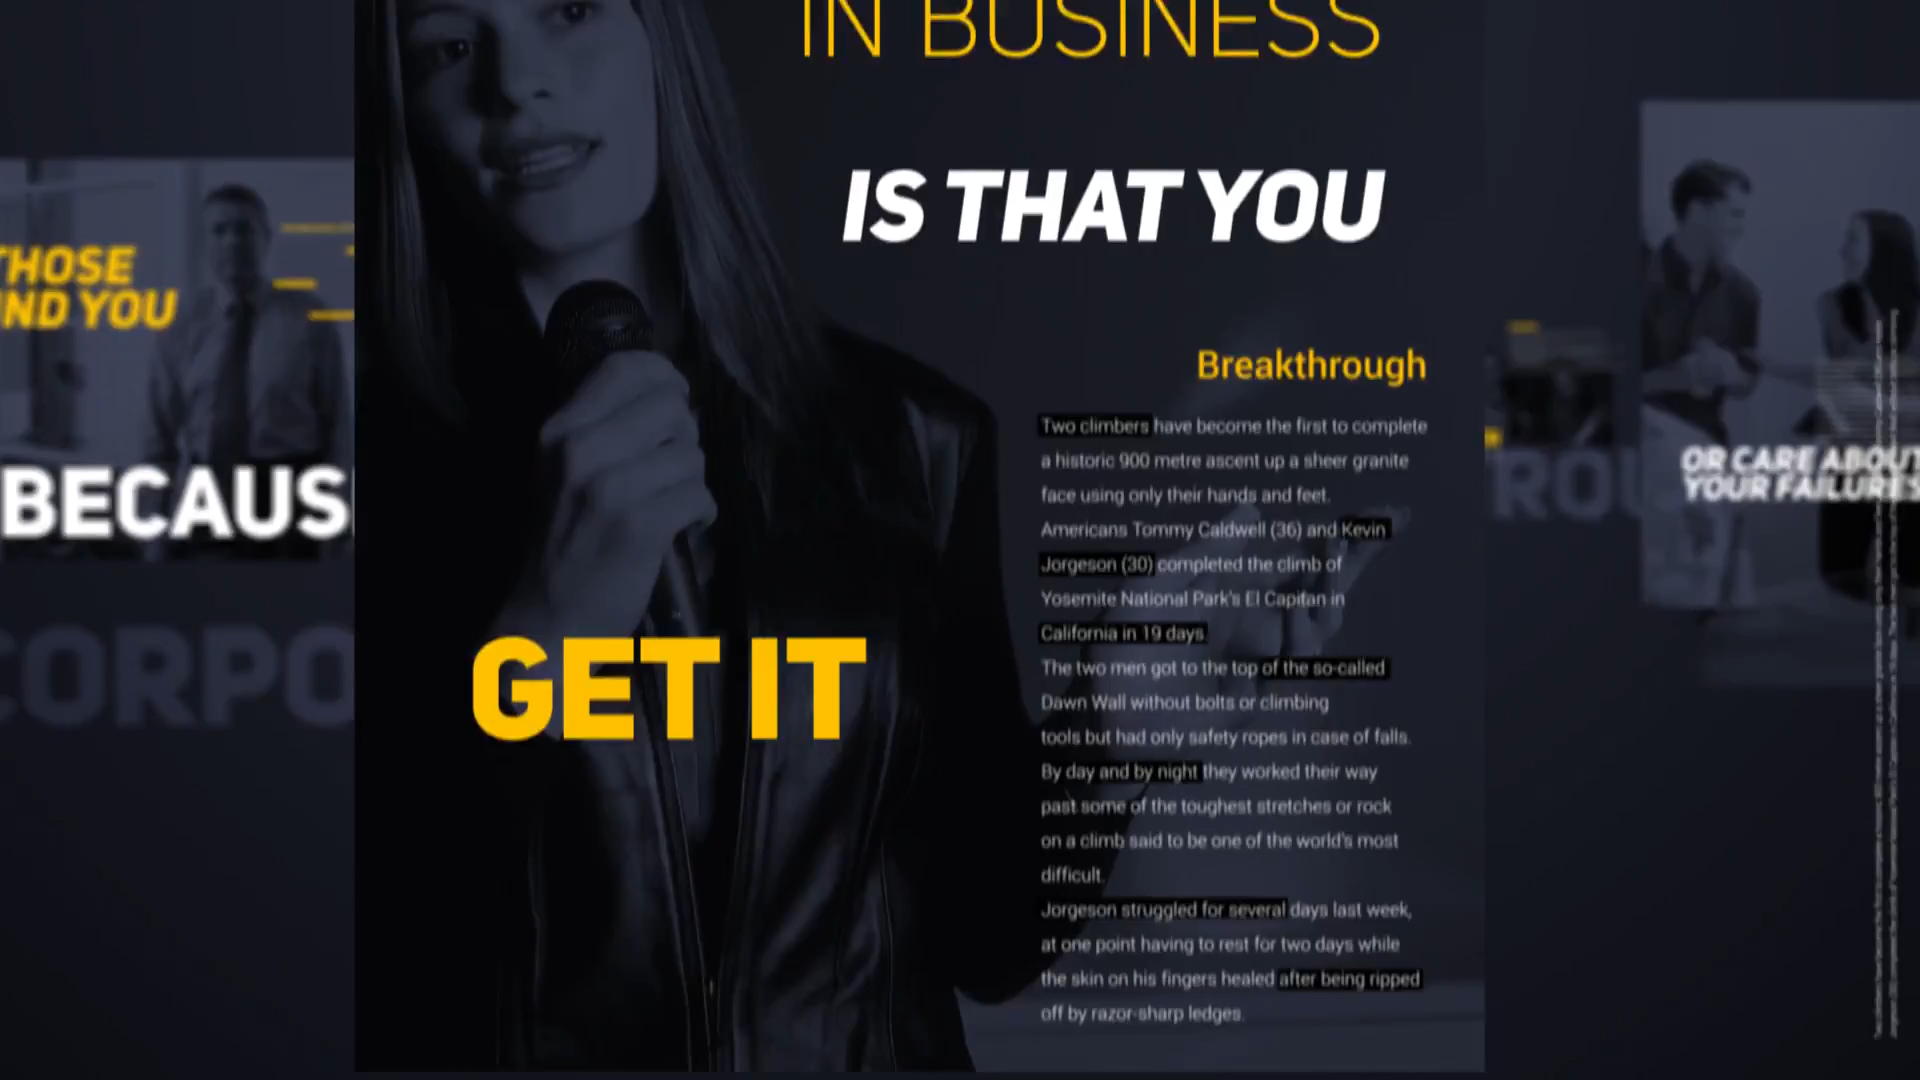 IN BUSINESS
IS THAT YOU
THOSE
ND YOU
BECAUS
CORPO
GET IT
Breakthrough
Two climbers have become the first to complete
a historic 900 metre ascent up a sheer granite
face using only their hands and feet.
Americans Tommy Caldwell (36) and Kevin
Jorgeson (30) completed the climb of
Yosemite National Park's El Capitan in
California in 19 days.
The two men got to the top of the so-called
Dawn Wall without bolts or climbing
tools but had only safety ropes in case of falls.
By day and by night they worked their way
past some of the toughest stretches or rock
on a climb said to be one of the world's most
difficult.
Jorgeson struggled for several days last week,
at one point having to rest for two days while
the skin on his fingers healed after being ripped
off by razor-sharp ledges.
ROU
OR CARE ABOUT
YOUR FAILURES